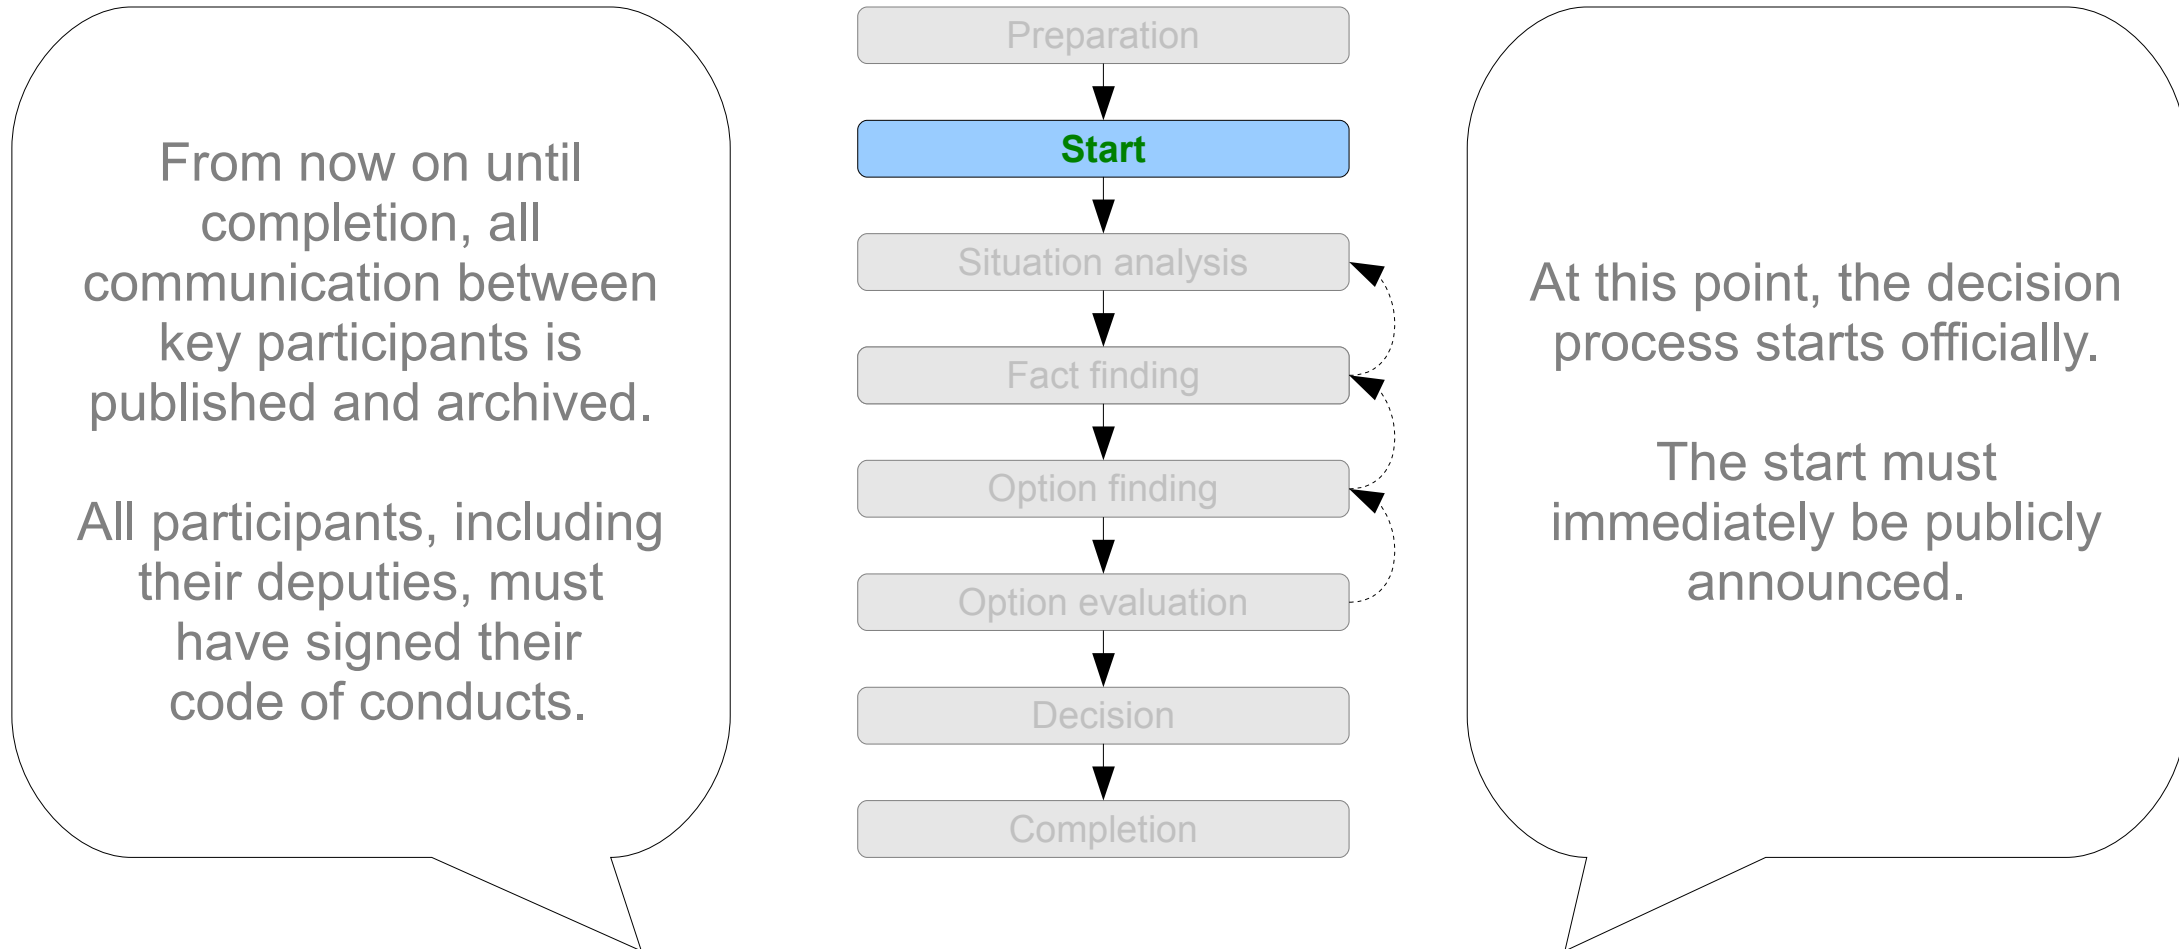 From now on until
completion, all
communication between
key participants is
published and archived.
All participants, including
their deputies, must
have signed their
code of conducts.
Preparation
Start
Situation analysis
Fact finding
Option finding
Option evaluation
Decision
Completion
At this point, the decision
process starts officially.
The start must
immediately be publicly
announced.